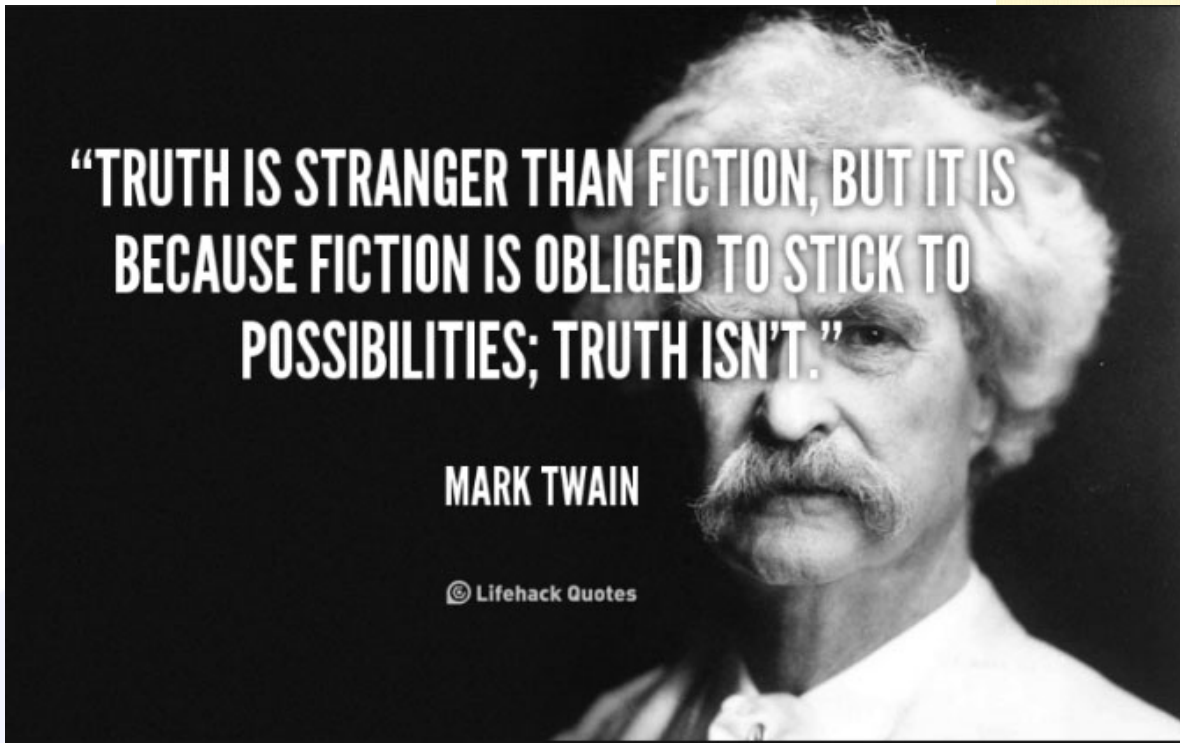 “TRUTH IS STRANGER THAN FICTION, BUT IT IS
BECAUSE FICTION IS OBLIGED TO STICK TO
POSSIBILITIES; TRUTH ISN’T.”
MARK TWAIN
Lifehack Quotes